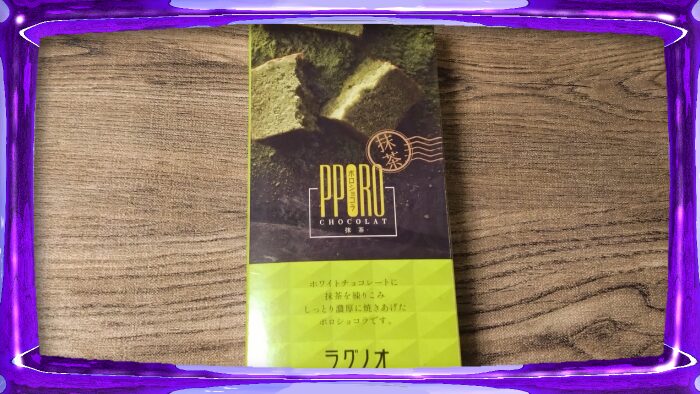 抹
茶
PPORO
ポロショコラ
CHOCOLAT
抹茶
ホワイトチョコレートに
抹茶を練りこみ
しっとり濃厚に焼きあげた
ポロショコラです。
ラグノオ